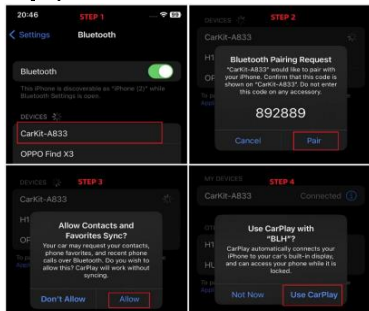 20:46
STEP 1
Settings
Bluetooth
Bluetooth
This iPhone is discoverable as "iPhone (2)" while
Bluetooth Settings is open.
DEVICES
CarKit-A833
OPPO Find X3
DEVICES
STEP 2
CarKit-A833
H1
OP
Bluetooth Pairing Request
"CarKit-A833" would like to pair with
your iPhone. Confirm that this code is
shown on "CarKit-A833". Do not enter
this code on any accessory.
892889
Cancel
Pair
DEVICES
STEP 3
CarKit-A833
H1
OP
Allow Contacts and
Favorites Sync?
Your car may request your contacts,
phone favorites, and recent phone
calls over Bluetooth. Do you wish to
allow this? CarPlay will work without
syncing.
Don't Allow
Allow
MY DEVICES
STEP 4
CarKit-A833
Connected
H1
HU
Use CarPlay with
"BLH"?
CarPlay automatically connects your
iPhone to your car's built-in display,
and can access your phone while it is
locked.
Not Now
Use CarPlay